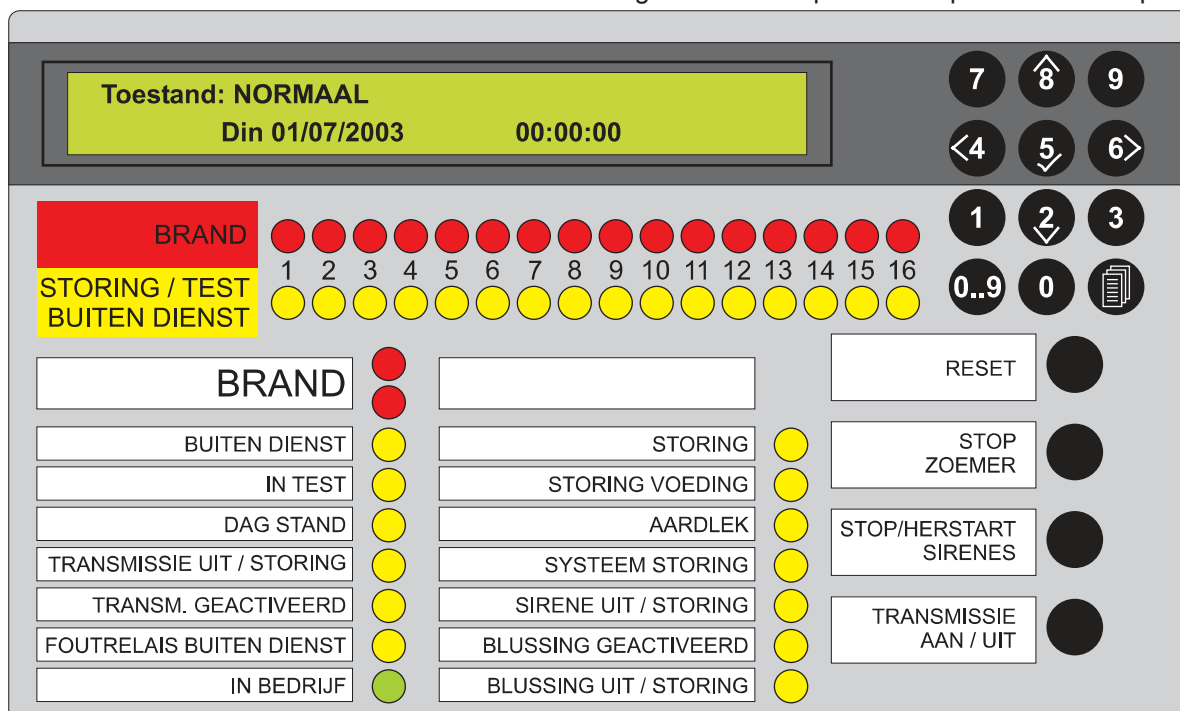 Toestand: NORMAAL
Din 01/07/2003 00:00:00
7 8 9
4 5 6
1 2 3
0..9 0
BRAND
1 2 3 4 5 6 7 8 9 10 11 12 13 14 15 16
STORING / TEST
BUITEN DIENST
BRAND
BUITEN DIENST
IN TEST
DAG STAND
TRANSMISSIE UIT / STORING
TRANSM. GEACTIVEERD
FOUTRELAIS BUITEN DIENST
IN BEDRIJF
STORING
STORING VOEDING
AARDLEK
SYSTEEM STORING
SIRENE UIT / STORING
BLUSSING GEACTIVEERD
BLUSSING UIT / STORING
RESET
STOP
ZOEMER
STOP/HERSTART
SIRENES
TRANSMISSIE
AAN / UIT